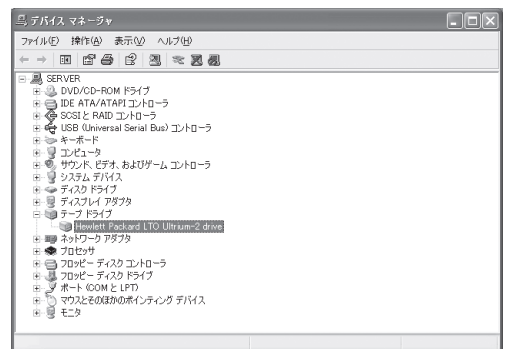 デバイス マネージャ
ファイル(F) 操作(A) 表示(V) ヘルプ(H)
SERVER
DVD/CD-ROM ドライブ
IDE ATA/ATAPI コントローラ
SCSI と RAID コントローラ
USB (Universal Serial Bus) コントローラ
キーボード
コンピュータ
サウンド、ビデオ、およびゲーム コントローラ
システム デバイス
ディスク ドライブ
ディスプレイ アダプタ
テープ ドライブ
Hewlett Packard LTO Ultrium-2 drive
ネットワーク アダプタ
プロセッサ
フロッピー ディスク コントローラ
フロッピー ディスク ドライブ
ポート (COM と LPT)
マウスとそのほかのポインティング デバイス
モニタ